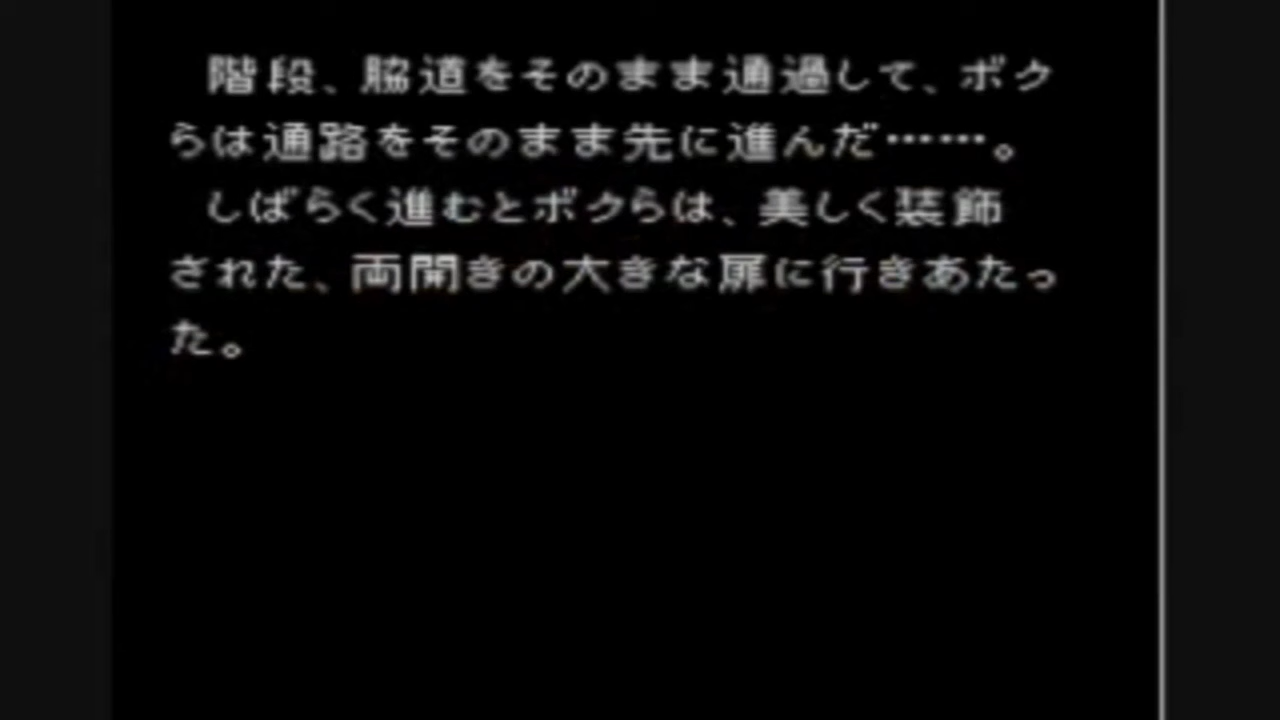 階段、脇道をそのまま通過して、ボク
らは通路をそのまま先に進んだ……。
　しばらく進むとボクらは、美しく装飾
された、両開きの大きな扉に行きあたっ
た。